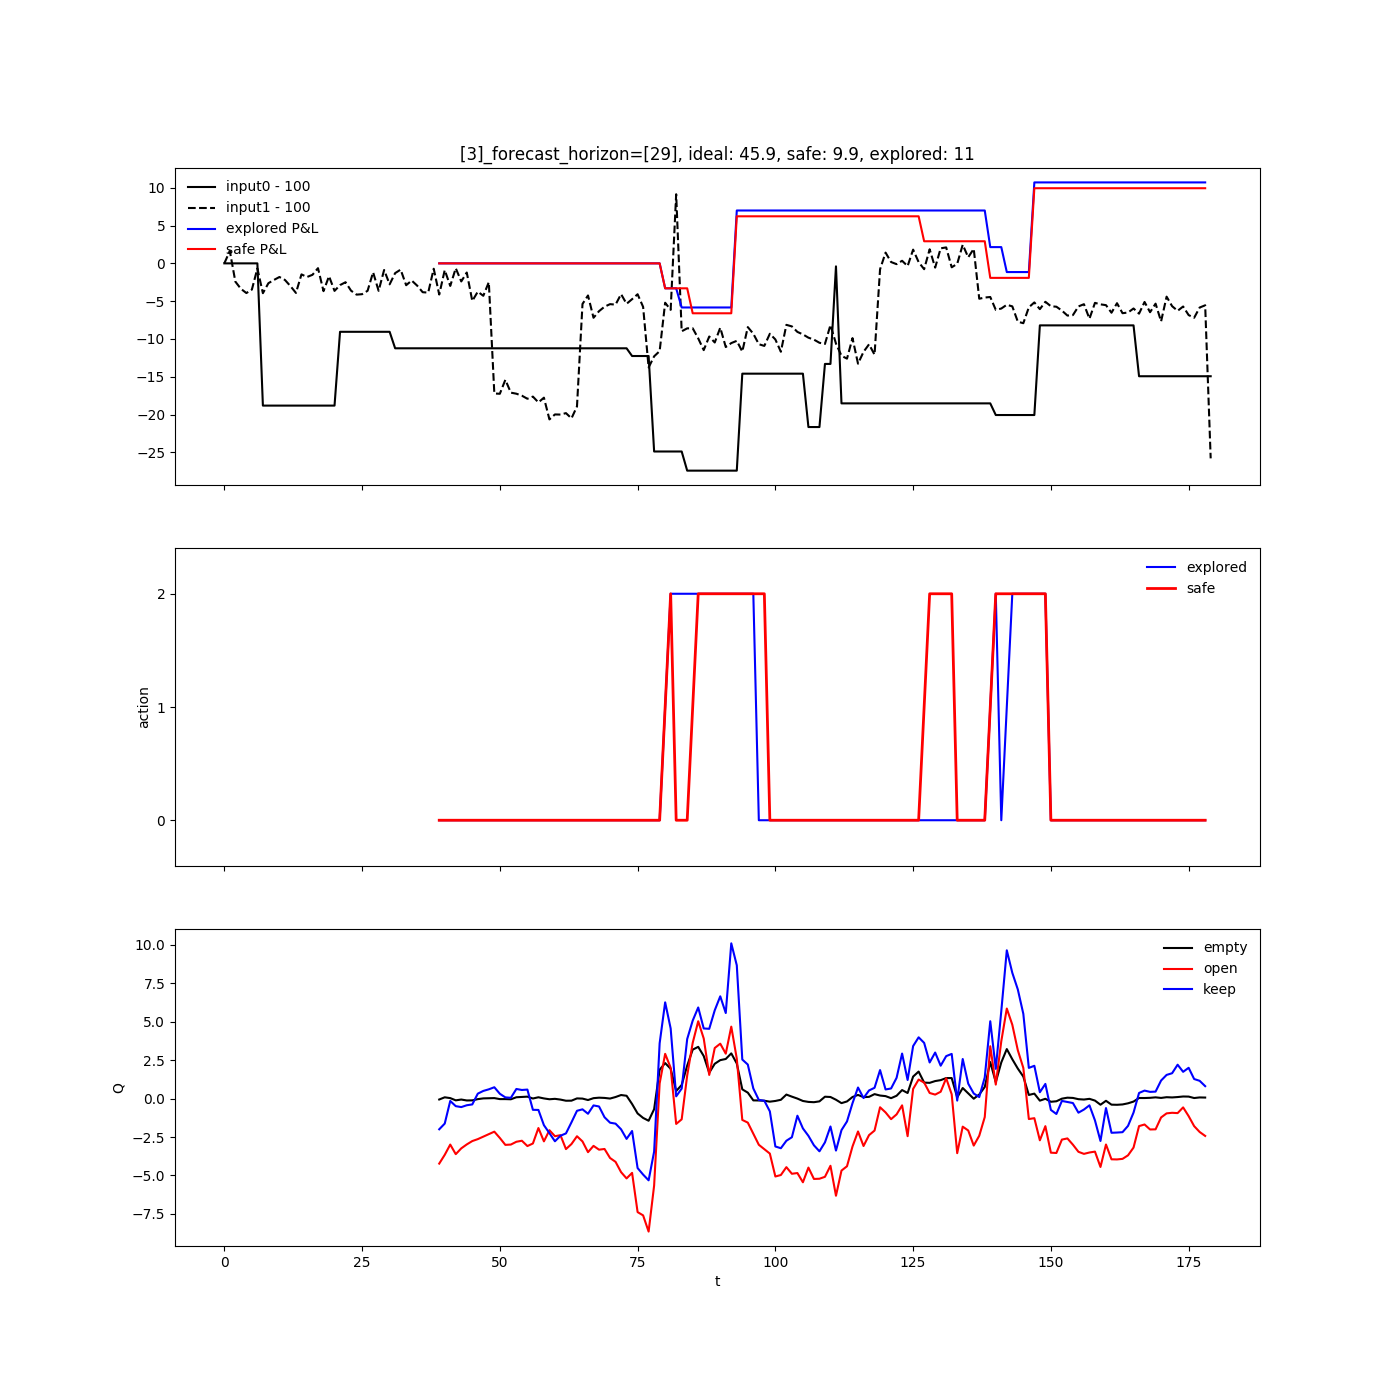 [3]_forecast_horizon=[29], ideal: 45.9, safe: 9.9, explored: 11
input0 - 100
input1 - 100
explored P&L
safe P&L
10
5
0
−5
−10
−15
−20
−25
explored
safe
2
1
0
action
empty
open
keep
10.0
7.5
5.0
2.5
0.0
−2.5
−5.0
−7.5
Q
0 25 50 75 100 125 150 175
t